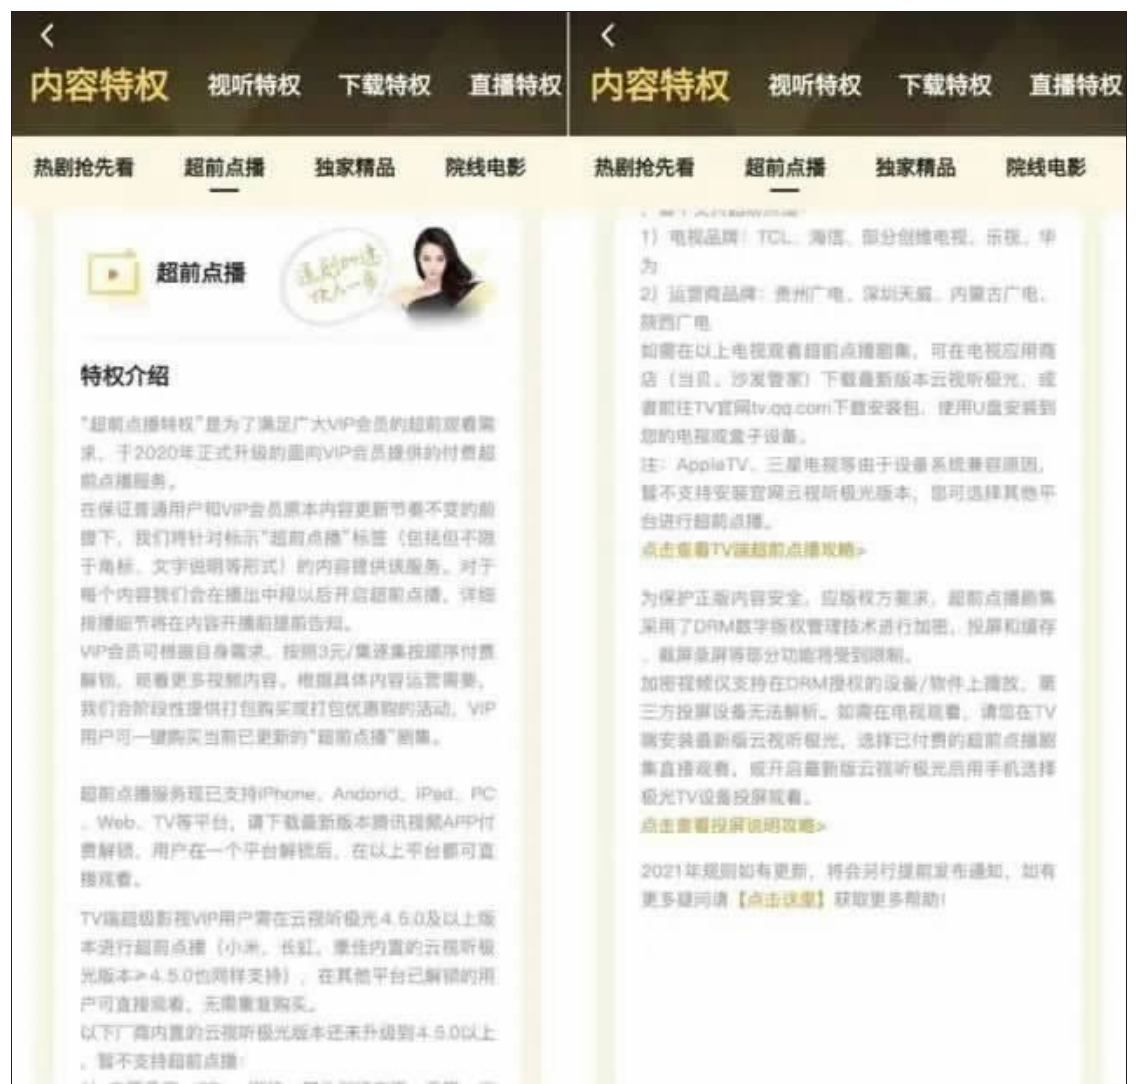 内容特权 视听特权 下载特权 直播特权
热剧抢先看 超前点播 独家精品 院线电影
超前点播
特权介绍
“超前点播特权”是为了满足广大VIP会员的超前观看需
求，于2020年正式升级的面向VIP会员提供的付费超
前点播服务。
在保证普通用户和VIP会员原本内容更新节奏不变的前
提下，我们将针对标示“超前点播”标签（包括但不限
于角标、文字说明等形式）的内容提供该服务。对于
每个内容我们会在播出中段以后开启超前点播，详细
排播细节将在内容开播前提前告知。
VIP会员可根据自身需求，按照3元/集逐集按顺序付费
解锁，观看更多视频内容。根据具体内容运营需要，
我们会阶段性提供打包购买或打包优惠购的活动，VIP
用户可一键购买当前已更新的“超前点播”剧集。
超前点播服务现已支持iPhone、Andorid、iPad、PC
、Web、TV等平台，请下载最新版本腾讯视频APP付
费解锁，用户在一个平台解锁后，在以上平台都可直
接观看。
TV端超级影视VIP用户需在云视听极光4.5.0及以上版
本进行超前点播（小米、长虹、康佳内置的云视听极
光版本≥4.5.0也同样支持），在其他平台已解锁的用
户可直接观看，无需重复购买。
以下厂商内置的云视听极光版本还未升级到4.5.0以上
，暂不支持超前点播：
内容特权 视听特权 下载特权 直播特权
热剧抢先看 超前点播 独家精品 院线电影
1）电视品牌：TCL、海信、部分创维电视、乐视、华
为
2）运营商品牌：贵州广电、深圳天威、内蒙古广电、
陕西广电
如需在以上电视观看超前点播剧集，可在电视应用商
店（当贝、沙发管家）下载最新版本云视听极光，或
者前往TV官网tv.qq.com下载安装包，使用U盘安装到
您的电视或盒子设备。
注：AppleTV、三星电视等由于设备系统兼容原因，
暂不支持安装官网云视听极光版本，您可选择其他平
台进行超前点播。
点击查看TV端超前点播攻略>
为保护正版内容安全，应版权方要求，超前点播剧集
采用了DRM数字版权管理技术进行加密，投屏和缓存
、截屏录屏等部分功能将受到限制。
加密视频仅支持在DRM授权的设备/软件上播放，第
三方投屏设备无法解析。如需在电视观看，请您在TV
端安装最新版云视听极光，选择已付费的超前点播剧
集直接观看，或开启最新版云视听极光后用手机选择
极光TV设备投屏观看。
点击查看投屏说明攻略>
2021年规则如有更新，将会另行提前发布通知，如有
更多疑问请【点击这里】获取更多帮助！